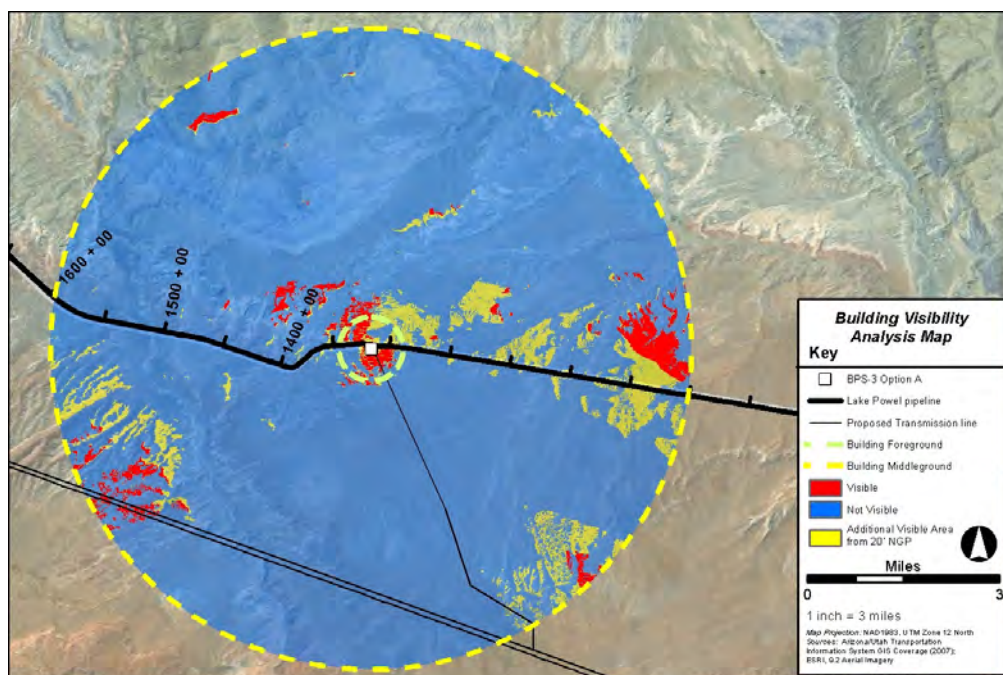 1600 + 00
1500 + 00
1400 + 00
Building Visibility
Analysis Map
Key
BPS-3 Option A
Lake Powel pipeline
Proposed Transmission line
Building Foreground
Building Middleground
Visible
Not Visible
Additional Visible Area
from 20' NGP
Miles
0 3
1 inch = 3 miles
Map Projection: NAD1983, UTM Zone 12 North
Sources: Arizona/Utah Transportation
Information System GIS Coverage (2007);
ESRI, G.2 Aerial Imagery